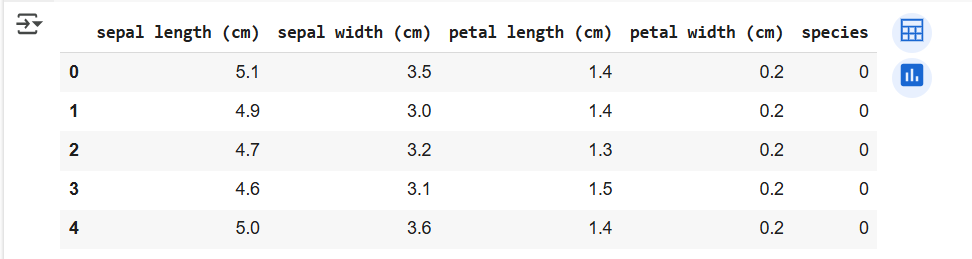 sepal length (cm) sepal width (cm) petal length (cm) petal width (cm) species
0 5.1 3.5 1.4 0.2 0
1 4.9 3.0 1.4 0.2 0
2 4.7 3.2 1.3 0.2 0
3 4.6 3.1 1.5 0.2 0
4 5.0 3.6 1.4 0.2 0